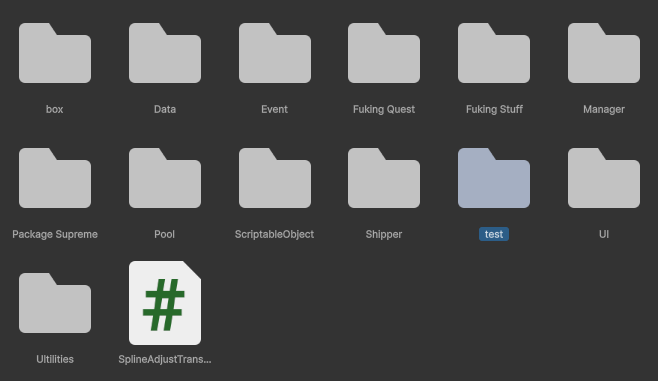 box
Data
Event
Fuking Quest
Fuking Stuff
Manager
Package Supreme
Pool
ScriptableObject
Shipper
test
UI
Ultilities
#
SplineAdjustTrans...